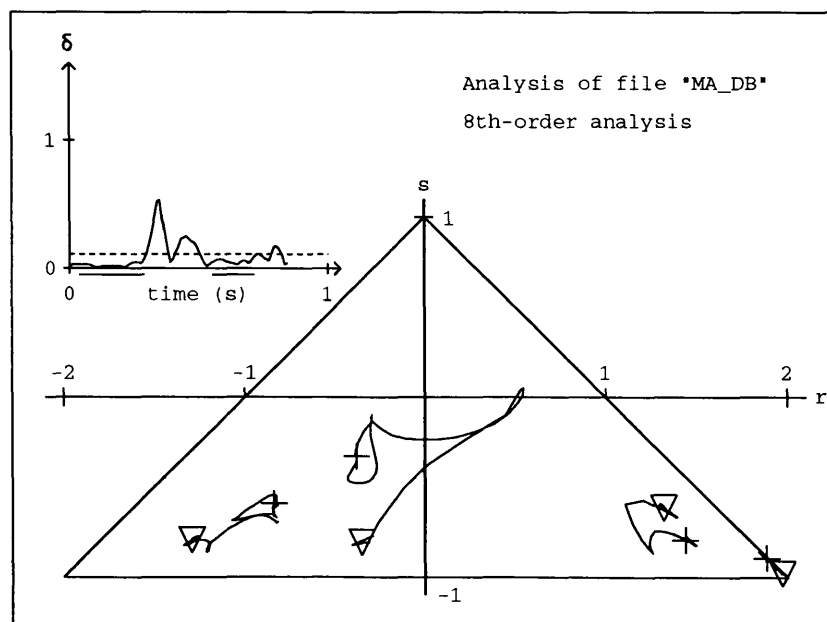 δ
Analysis of file "MA_DB"
8th-order analysis
1
s
1
0
0
time (s)
1
-2
-1
1
2
r
-1